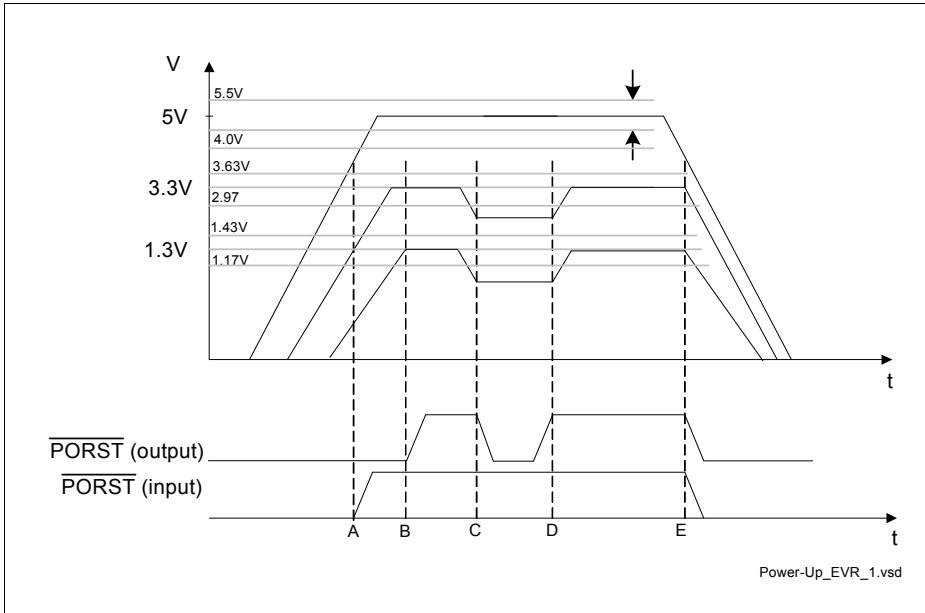 V
5.5V
5V
4.0V
3.63V
3.3V
2.97
1.43V
1.3V
1.17V
t
PORST (output)
PORST (input)
A B C D E
t
Power-Up_EVR_1.vsd